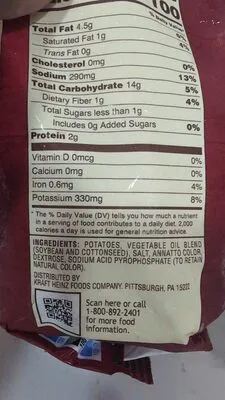 100
% Daily
Total Fat 4.5g
Saturated Fat 1g 6%
Trans Fat 0g 4%
Cholesterol 0mg 0%
Sodium 290mg 13%
Total Carbohydrate 14g 5%
Dietary Fiber 1g 4%
Total Sugars less than 1g
Includes 0g Added Sugars 0%
Protein 2g
Vitamin D 0mcg 0%
Calcium 0mg 0%
Iron 0.6mg 4%
Potassium 330mg 8%
* The % Daily Value (DV) tells you how much a nutrient
in a serving of food contributes to a daily diet. 2,000
calories a day is used for general nutrition advice.
INGREDIENTS: POTATOES, VEGETABLE OIL BLEND
(SOYBEAN AND COTTONSEED), SALT, ANNATTO COLOR,
DEXTROSE, SODIUM ACID PYROPHOSPHATE (TO RETAIN
NATURAL COLOR).
DISTRIBUTED BY
KRAFT HEINZ FOODS COMPANY, PITTSBURGH, PA 15222
Scan here or call
1-800-892-2401
for more food
information.